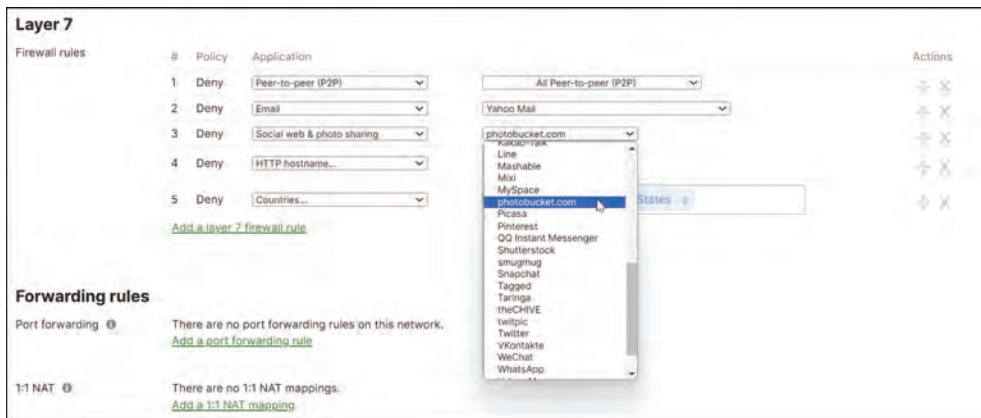 Layer 7
Firewall rules
# Policy Application Actions
1 Deny Peer-to-peer (P2P) All Peer-to-peer (P2P)
2 Deny Email Yahoo Mail
3 Deny Social web & photo sharing photobucket.com
Line
Mashable
4 Deny HTTP hostname...
Mixi
MySpace
5 Deny Countries... photobucket.com States
Picasa
Add a layer 7 firewall rule
Pinterest
QQ Instant Messenger
Shutterstock
smugmug
Snapchat
Tagged
Taringa
Forwarding rules
theCHIVE
Port forwarding There are no port forwarding rules on this network.
twitpic
Twitter
Add a port forwarding rule
VKontakte
WeChat
WhatsApp
1:1 NAT There are no 1:1 NAT mappings.
Add a 1:1 NAT mapping